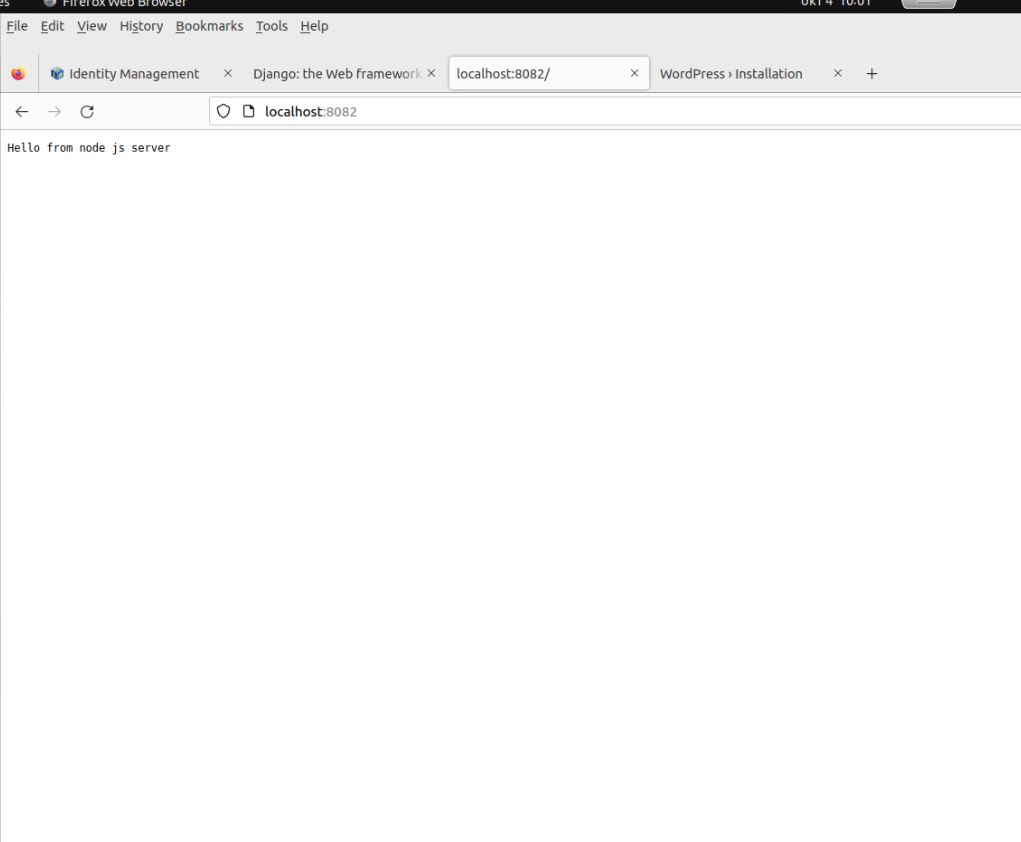 es Firefox Web Browser окт 4 10:01
File Edit View History Bookmarks Tools Help
Identity Management Django: the Web framework localhost:8082/ WordPress › Installation
localhost:8082
Hello from node js server